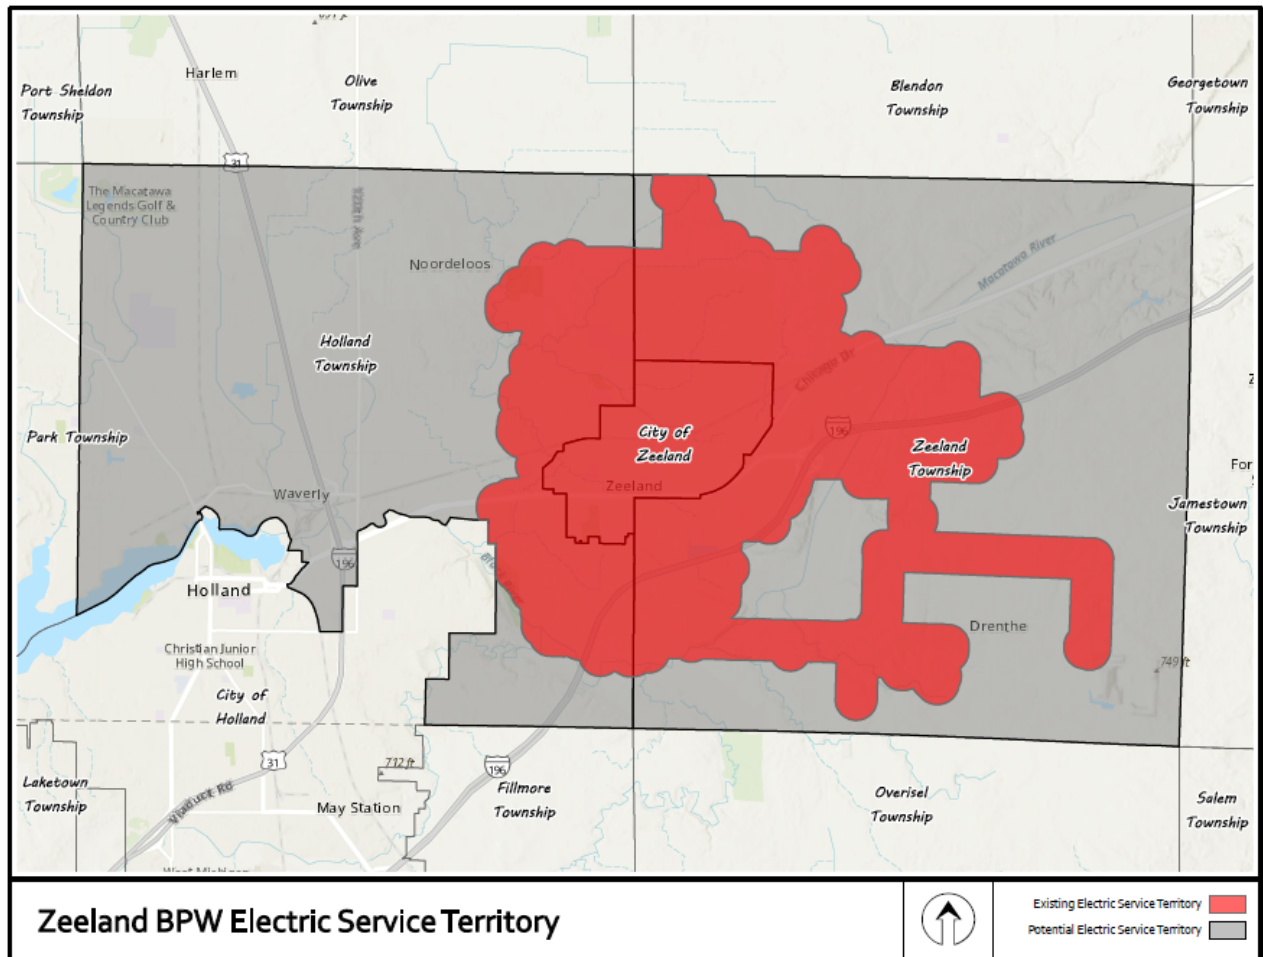 Harlem
Olive
Township
Blendon
Township
Georgetown
Township
Port Sheldon
Township
31
The Macatawa
Legends Golf &
Country Club
Noordeloos
Macatawa River
Holland
Township
Chicago Dr
Park Township
City of
Zeeland
196
Zeeland
Township
Zeeland
Waverly
Jamestown
Township
196
Holland
Drenthe
Christian Junior
High School
749 ft
City of
Holland
31
712 ft
196
Laketown
Township
Viaduct Rd
May Station
Fillmore
Township
Overisel
Township
Salem
Township
Zeeland BPW Electric Service Territory
Existing Electric Service Territory
Potential Electric Service Territory